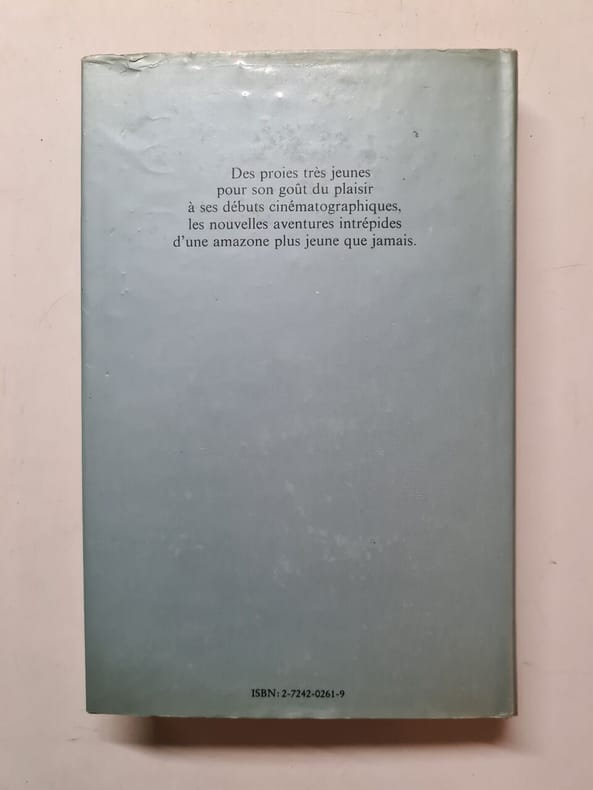 Des proies très jeunes
pour son goût du plaisir
à ses débuts cinématographiques,
les nouvelles aventures intrépides
d'une amazone plus jeune que jamais.
ISBN: 2-7242-0261-9